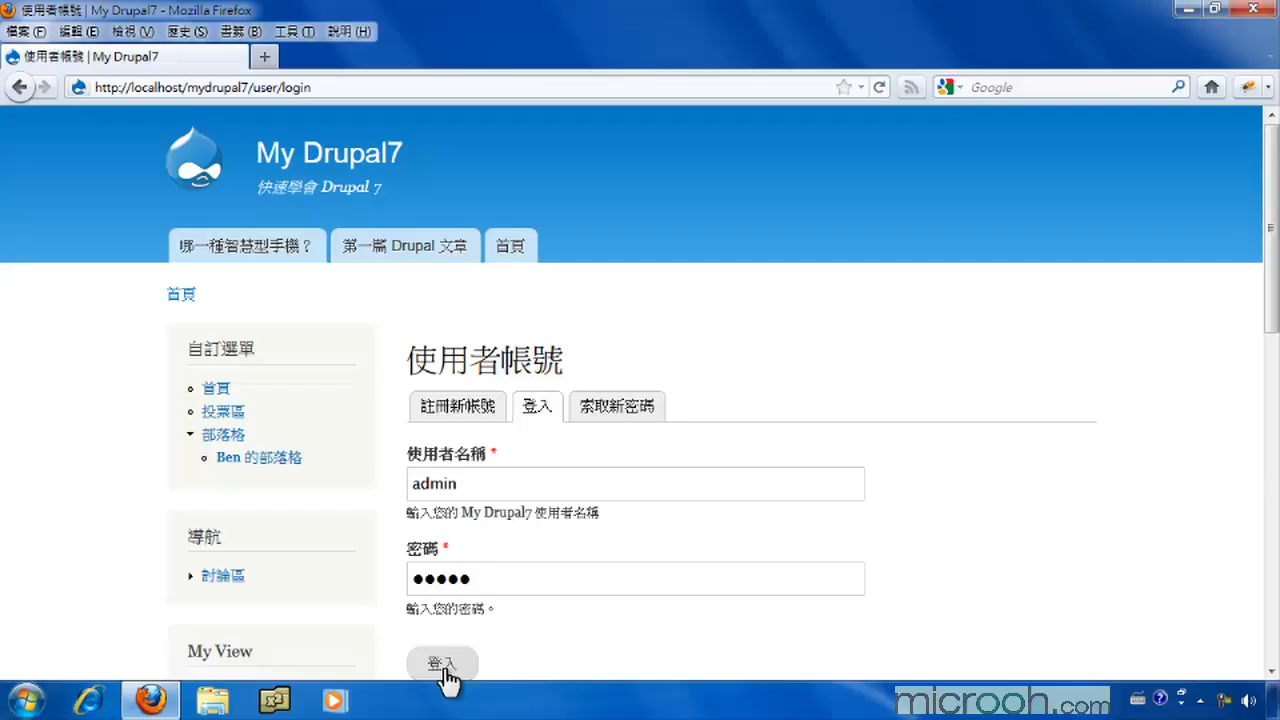 使用者帳號 | My Drupal7 - Mozilla Firefox
檔案(F) 編輯(E) 檢視(V) 歷史(S) 書籤(B) 工具(T) 說明(H)
使用者帳號 | My Drupal7
http://localhost/mydrupal7/user/login
Google
My Drupal7
快速學會 Drupal 7
哪一種智慧型手機？ 第一篇 Drupal 文章 首頁
首頁
自訂選單
首頁
投票區
部落格
Ben 的部落格
導航
討論區
My View
使用者帳號
註冊新帳號 登入 索取新密碼
使用者名稱 *
admin
輸入您的 My Drupal7 使用者名稱
密碼 *
●●●●●
輸入您的密碼。
登入
microoh.com